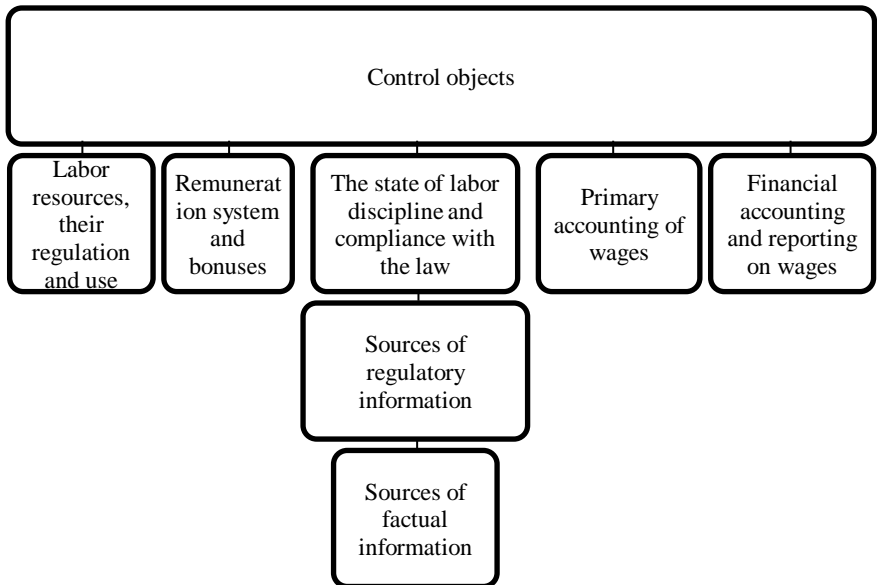 Control objects
Labor
resources,
their
regulation
and use
Remunerat
ion system
and
bonuses
The state of labor
discipline and
compliance with
the law
Primary
accounting of
wages
Financial
accounting
and reporting
on wages
Sources of
regulatory
information
Sources of
factual
information